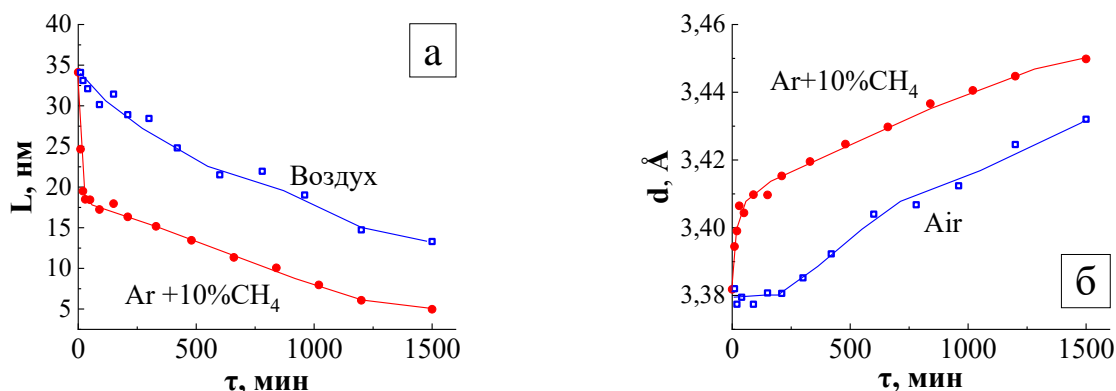 40
35
30
25
20
15
10
5
L, нм
0
500
1000
1500
τ, мин
а
Воздух
Ar +10%CH₄
3,46
3,44
3,42
3,40
3,38
d, Å
0
500
1000
1500
τ, мин
Ar+10%CH₄
Air
б